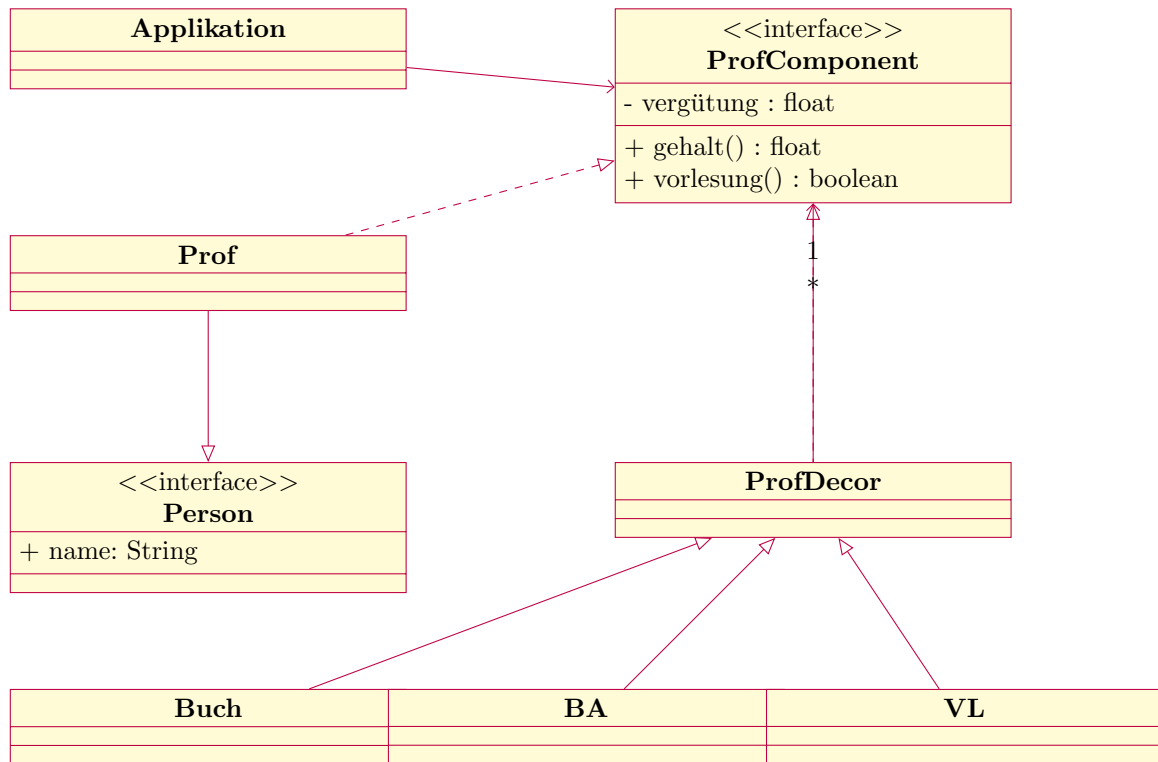 Applikation
<<interface>>
ProfComponent
- vergütung : float
+ gehalt() : float
+ vorlesung() : boolean
Prof
1
*
<<interface>>
Person
+ name: String
ProfDecor
Buch
BA
VL